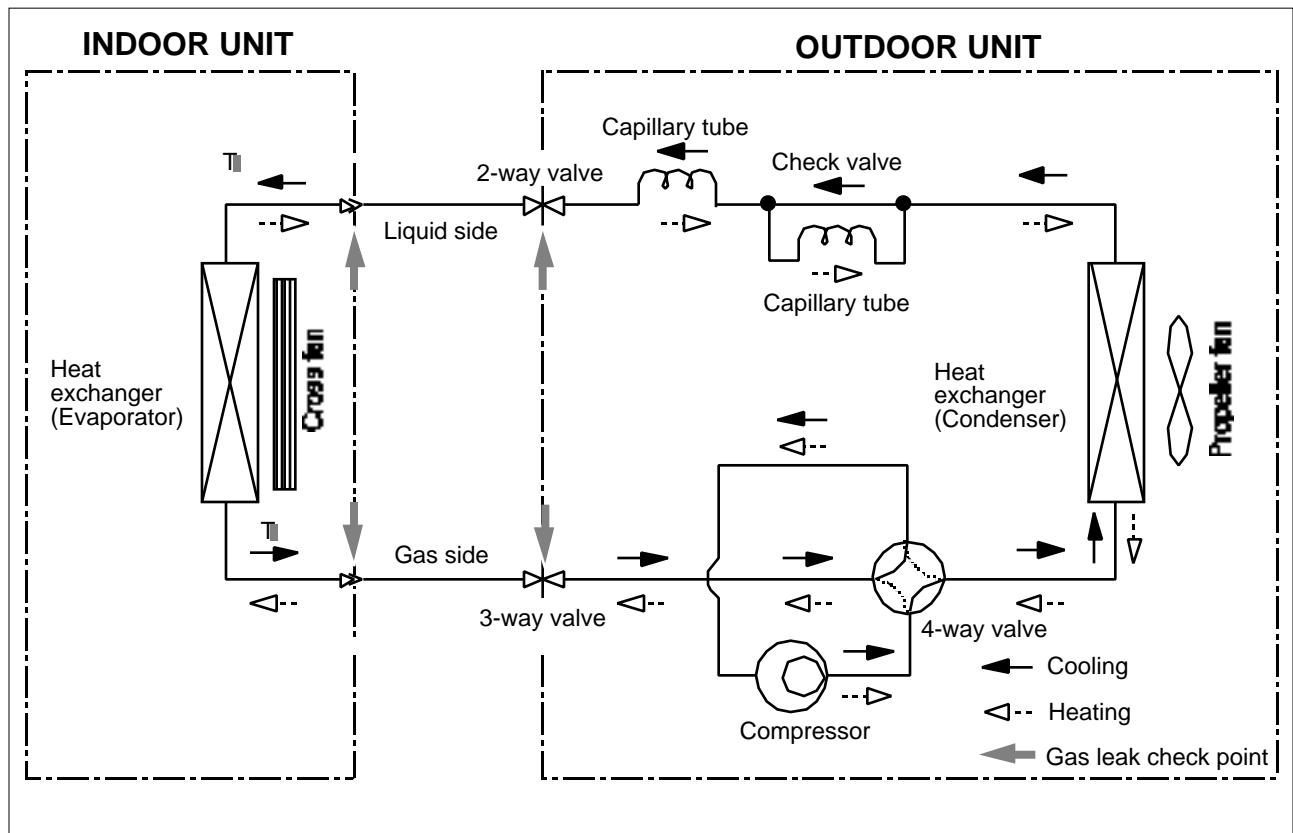 INDOOR UNIT
OUTDOOR UNIT
Capillary tube
Check valve
2-way valve
Liquid side
Capillary tube
Heat
exchanger
(Evaporator)
Cross fan
Heat
exchanger
(Condenser)
Propeller fan
Gas side
3-way valve
4-way valve
Compressor
Cooling
Heating
Gas leak check point